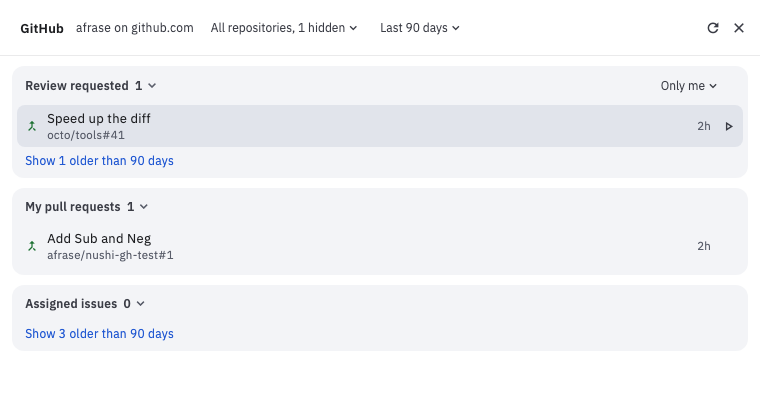 GitHub afrase on github.com All repositories, 1 hidden Last 90 days
Review requested 1 Only me
Speed up the diff
octo/tools#41 2h
Show 1 older than 90 days
My pull requests 1
Add Sub and Neg
afrase/nushi-gh-test#1 2h
Assigned issues 0
Show 3 older than 90 days